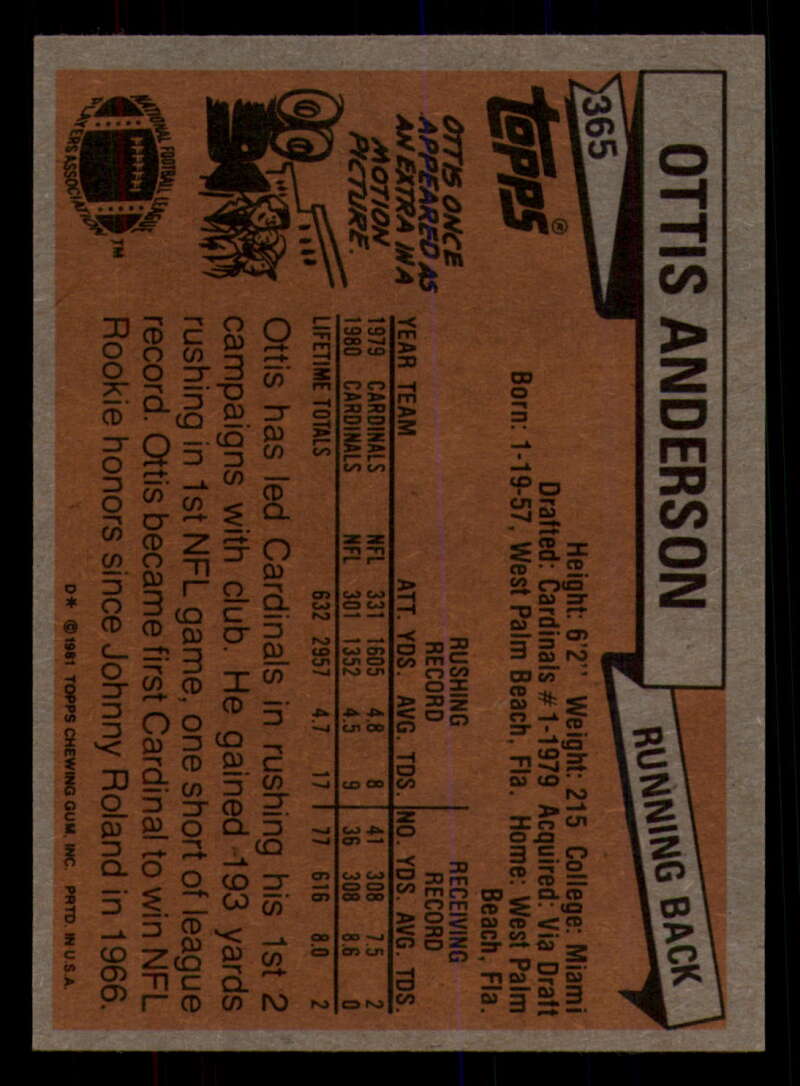 OTTIS ANDERSON
RUNNING BACK
365
TOPPS®
Height: 6'2" Weight: 215 College: Miami
Drafted: Cardinals #1-1979 Acquired: Via Draft
Born: 1-19-57, West Palm Beach, Fla. Home: West Palm
Beach, Fla.
OTTIS ONCE
APPEARED AS
AN EXTRA IN A
MOTION
PICTURE.
RUSHING RECEIVING
RECORD RECORD
YEAR TEAM ATT. YDS. AVG. TDS. NO. YDS. AVG. TDS.
1979 CARDINALS NFL 331 1605 4.8 8 41 308 7.5 2
1980 CARDINALS NFL 301 1352 4.5 9 36 308 8.6 0
LIFETIME TOTALS 632 2957 4.7 17 77 616 8.0 2
Ottis has led Cardinals in rushing his 1st 2
campaigns with club. He gained 193 yards
rushing in 1st NFL game, one short of league
record. Ottis became first Cardinal to win NFL
Rookie honors since Johnny Roland in 1966.
NATIONAL FOOTBALL LEAGUE
PLAYERS ASSOCIATION
TM
D* © 1981 TOPPS CHEWING GUM, INC. PRTD. IN U.S.A.